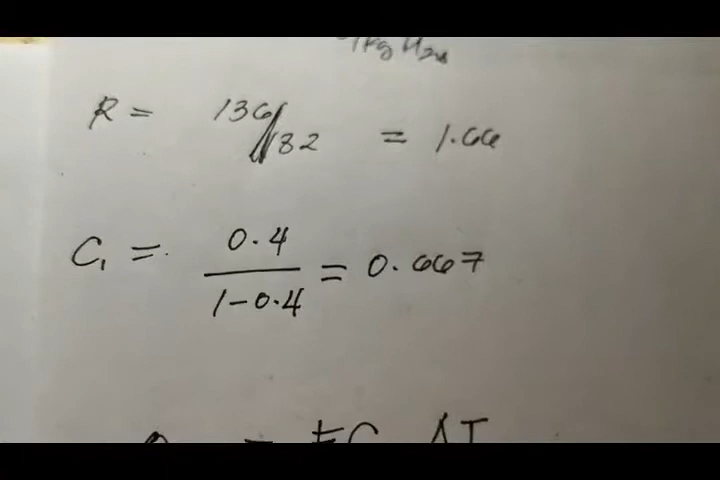 R = 136/82 = 1.66
C₁ = 0.4 / 1-0.4 = 0.667